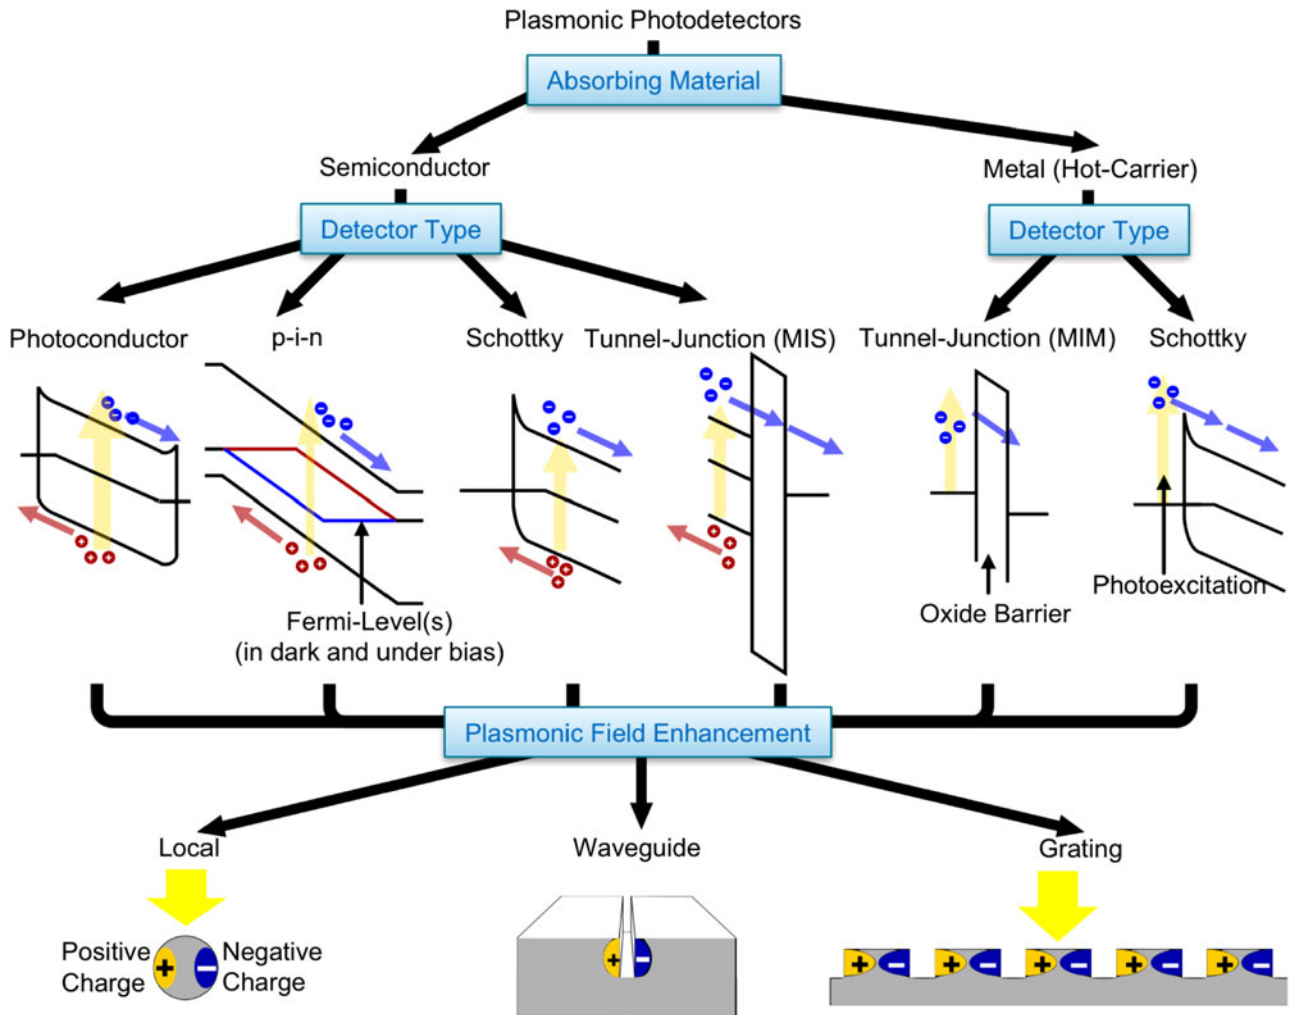 Plasmonic Photodetectors
Absorbing Material
Semiconductor
Metal (Hot-Carrier)
Detector Type
Detector Type
Photoconductor
p-i-n
Schottky
Tunnel-Junction (MIS)
Tunnel-Junction (MIM)
Schottky
Fermi-Level(s)
(in dark and under bias)
Oxide Barrier
Photoexcitation
Plasmonic Field Enhancement
Local
Waveguide
Grating
Positive
Charge
Negative
Charge